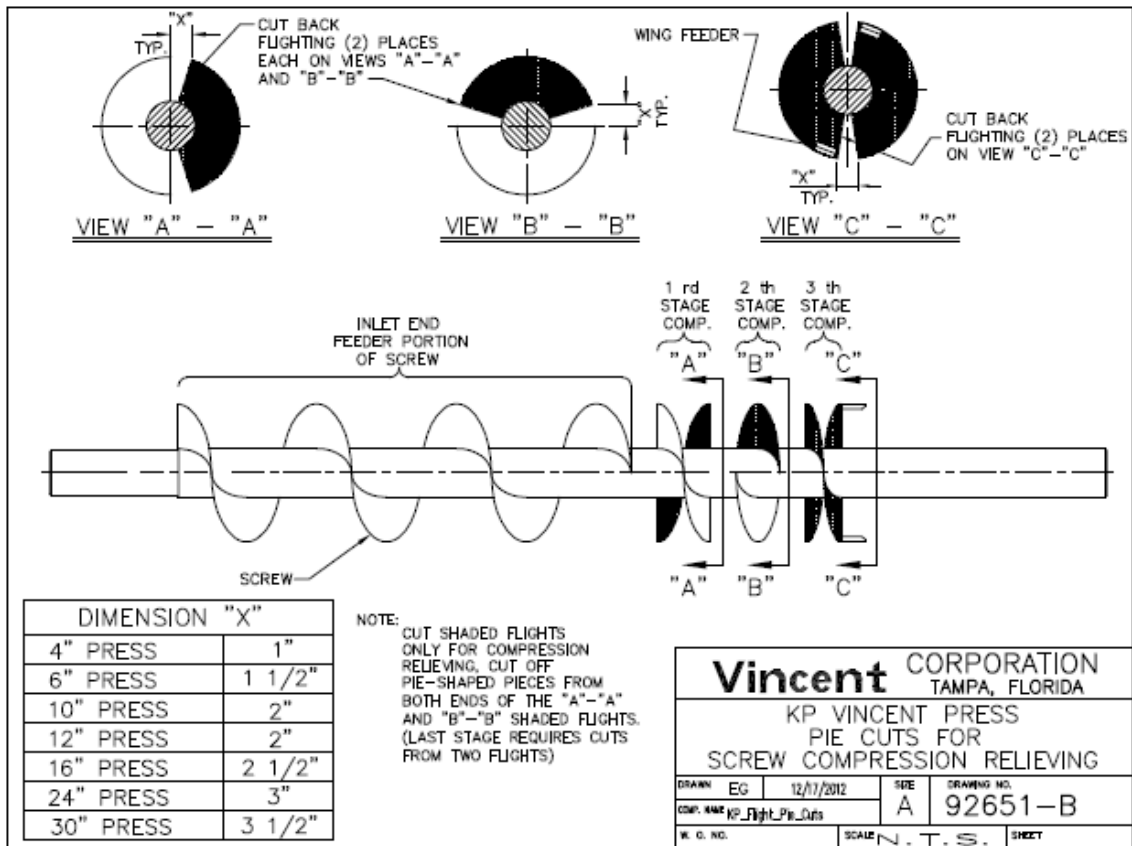 "X"
TYP.
CUT BACK
FLIGHTING (2) PLACES
EACH ON VIEWS "A"-"A"
AND "B"-"B"
VIEW "A" - "A"
"X"
TYP.
VIEW "B" - "B"
WING FEEDER
CUT BACK
FLIGHTING (2) PLACES
ON VIEW "C"-"C"
"X"
TYP.
VIEW "C" - "C"
INLET END
FEEDER PORTION
OF SCREW
1 rd
STAGE
COMP.
2 th
STAGE
COMP.
3 th
STAGE
COMP.
"A"
"B"
"C"
SCREW
"A"
"B"
"C"
DIMENSION "X"
4" PRESS 1"
6" PRESS 1 1/2"
10" PRESS 2"
12" PRESS 2"
16" PRESS 2 1/2"
24" PRESS 3"
30" PRESS 3 1/2"
NOTE:
CUT SHADED FLIGHTS
ONLY FOR COMPRESSION
RELIEVING, CUT OFF
PIE-SHAPED PIECES FROM
BOTH ENDS OF THE "A"-"A"
AND "B"-"B" SHADED FLIGHTS.
(LAST STAGE REQUIRES CUTS
FROM TWO FLIGHTS)
Vincent CORPORATION
TAMPA, FLORIDA
KP VINCENT PRESS
PIE CUTS FOR
SCREW COMPRESSION RELIEVING
DRAWN EG 12/17/2012
COMP. NAME KP_Flight_Pie_Cuts
SIZE
A
DRAWING NO.
92651-B
W. O. NO.
SCALE N.T.S.
SHEET